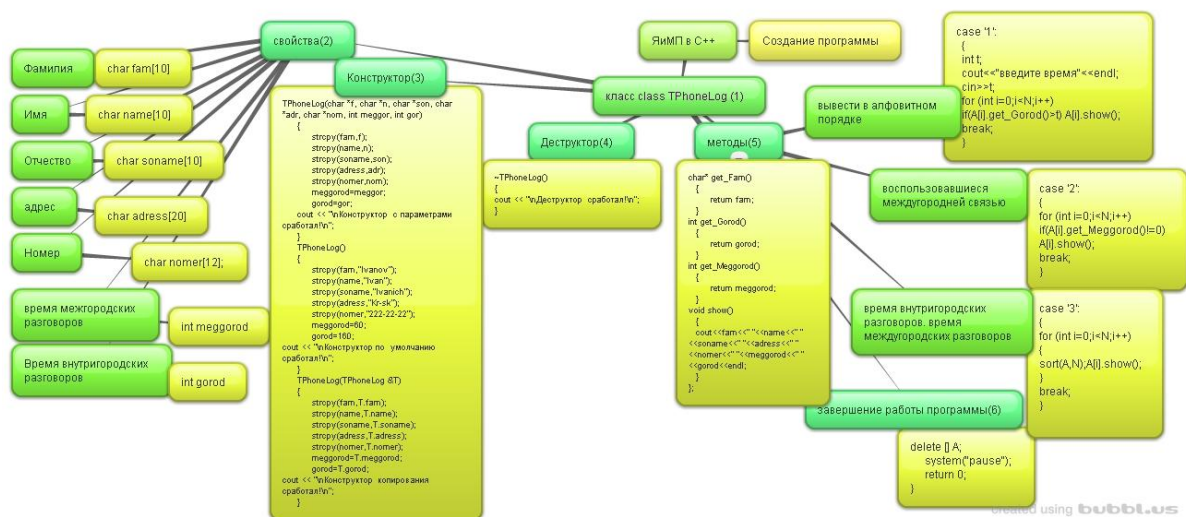 свойства(2)
Фамилия
char fam[10]
Имя
char name[10]
Отчество
char soname[10]
адрес
char adress[20]
Номер
char nomer[12];
время межгородских
разговоров
int meggorod
Время внутригородских
разговоров
int gorod
Конструктор(3)
TPhoneLog(char *f, char *n, char *son, char
*adr, char *nom, int meggor, int gor)
{
strcpy(fam,f);
strcpy(name,n);
strcpy(soname,son);
strcpy(adress,adr);
strcpy(nomer,nom);
meggorod=meggor;
gorod=gor;
cout << "\nКонструктор с параметрами
сработал!\n";
}
TPhoneLog()
{
strcpy(fam,"Ivanov");
strcpy(name,"Ivan");
strcpy(soname,"Ivanich");
strcpy(adress,"Kr-sk");
strcpy(nomer,"222-22-22");
meggorod=60;
gorod=160;
cout << "\nКонструктор по умолчанию
сработал!\n";
}
TPhoneLog(TPhoneLog &T)
{
strcpy(fam,T.fam);
strcpy(name,T.name);
strcpy(soname,T.soname);
strcpy(adress,T.adress);
strcpy(nomer,T.nomer);
meggorod=T.meggorod;
gorod=T.gorod;
cout << "\nКонструктор копирования
сработал!\n";
}
ЯиМП в С++
Создание программы
класс class TPhoneLog (1)
Деструктор(4)
~TPhoneLog()
{
cout << "\nДеструктор сработал!\n";
}
методы(5)
char* get_Fam()
{
return fam;
}
int get_Gorod()
{
return gorod;
}
int get_Meggorod()
{
return meggorod;
}
void show()
{
cout<<fam<<" "<<name<<" "
<<soname<<" "<<adress<<" "
<<nomer<<" "<<meggorod<<" "
<<gorod<<endl;
}
};
вывести в алфовитном
порядке
case '1':
{
int t;
cout<<"введите время"<<endl;
cin>>t;
for (int i=0;i<N;i++)
if(A[i].get_Gorod()>t) A[i].show();
break;
}
воспользовавшиеся
междугородней связью
case '2':
{
for (int i=0;i<N;i++)
if(A[i].get_Meggorod()!=0)
A[i].show();
break;
}
время внутригородских
разговоров. время
междугородских разговоров
case '3':
{
for (int i=0;i<N;i++)
{
sort(A,N);A[i].show();
}
break;
}
завершение работы программы(6)
delete [] A;
system("pause");
return 0;
}
created using bubbl.us